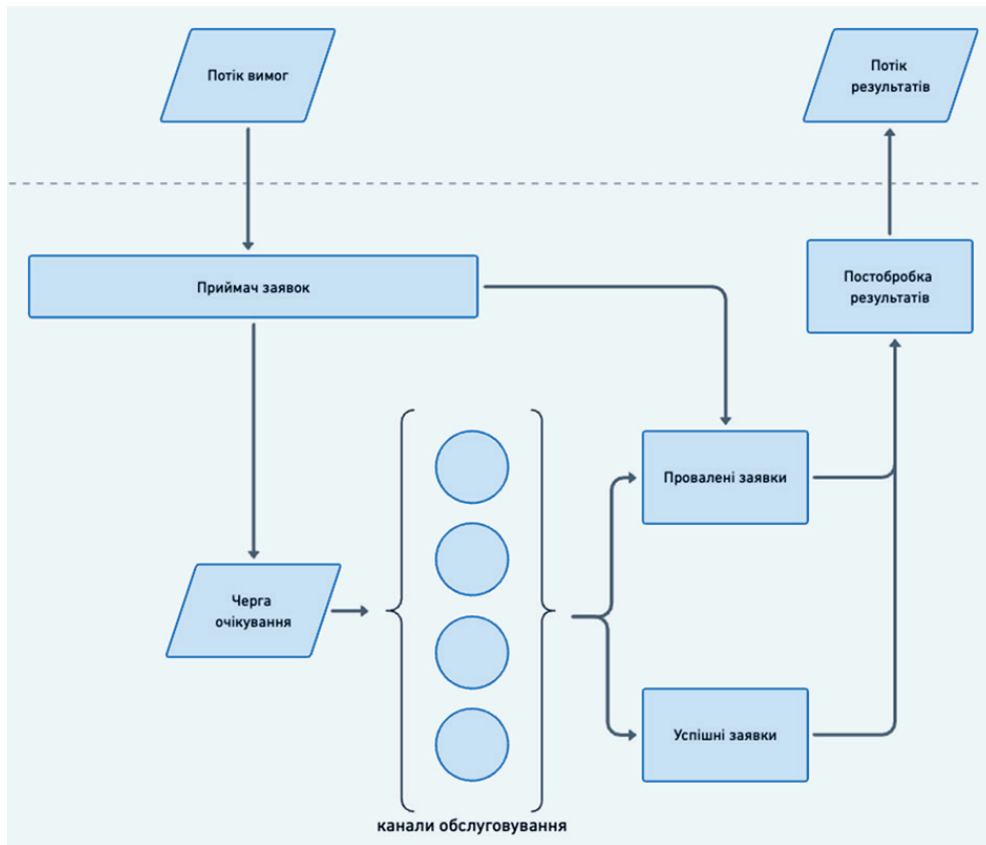 Потік вимог
Потік
результатів
Приймач заявок
Постобробка
результатів
Провалені заявки
Черга
очікування
Успішні заявки
канали обслуговування